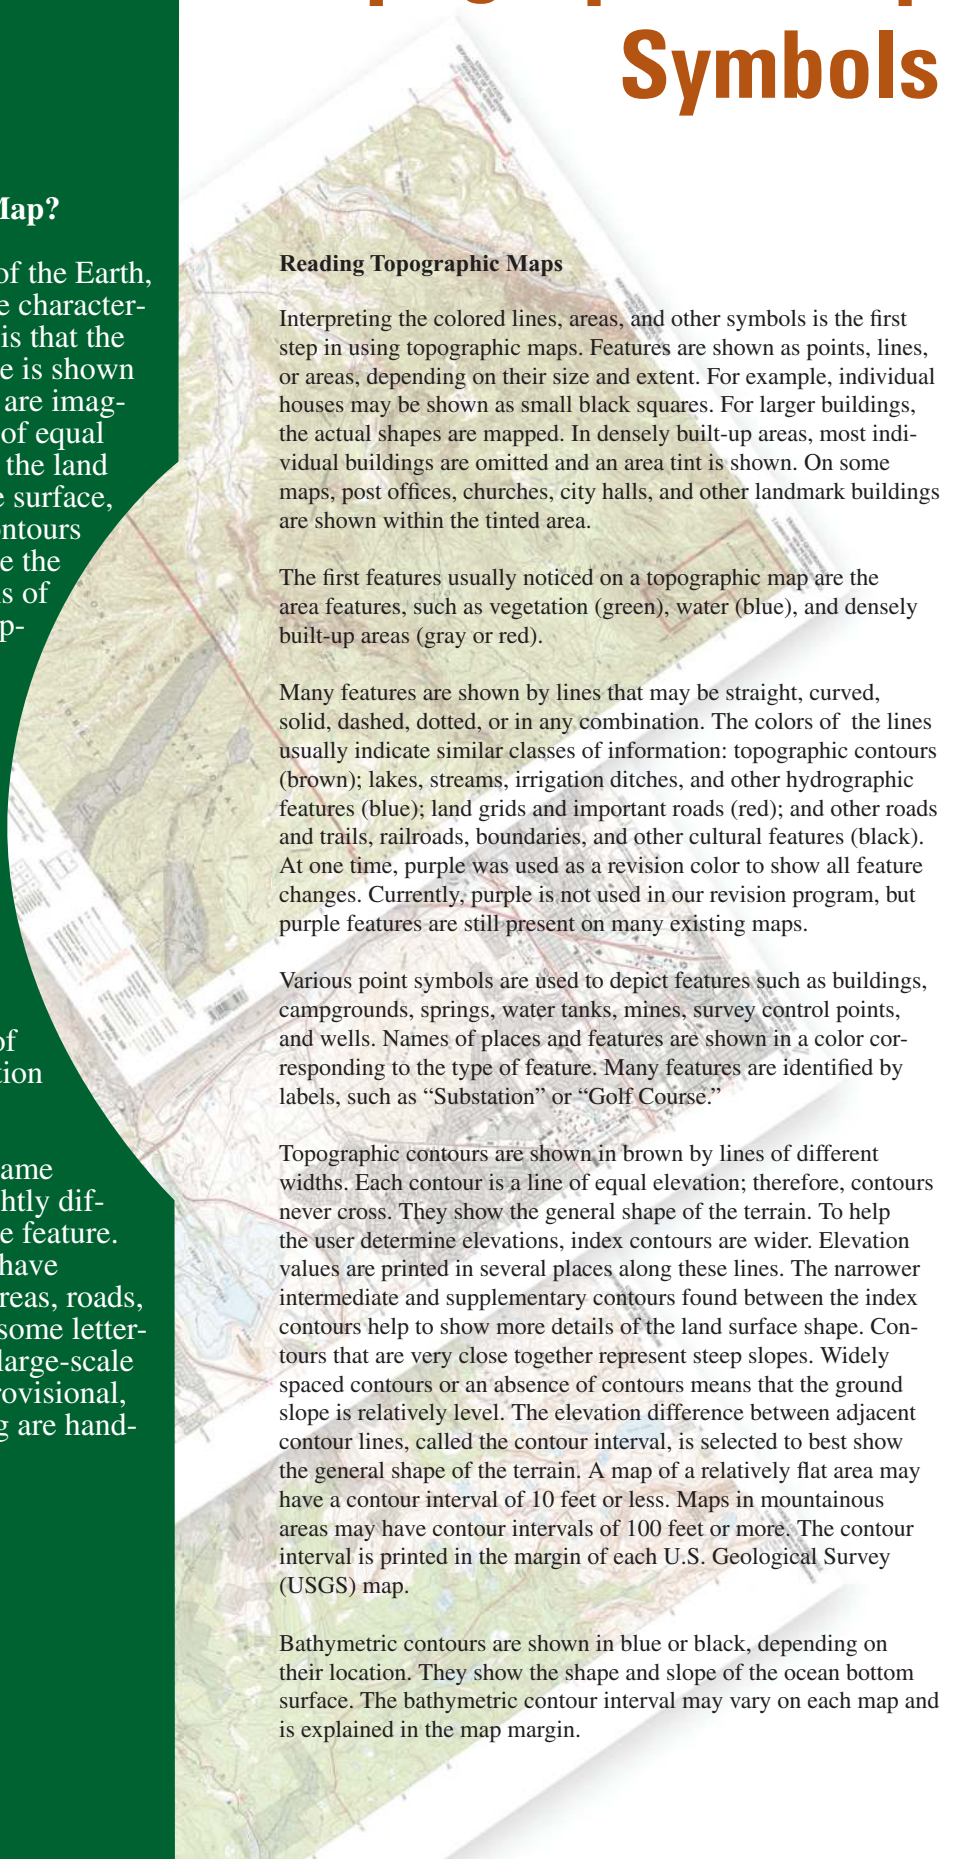 Symbols
Map?
of the Earth,
e character-
is that the
e is shown
are imag-
of equal
the land
e surface,
ontours
e the
s of
p-
of
tion
ame
htly dif-
e feature.
have
reas, roads,
some letter-
large-scale
rovisional,
g are hand-
Reading Topographic Maps
Interpreting the colored lines, areas, and other symbols is the first
step in using topographic maps. Features are shown as points, lines,
or areas, depending on their size and extent. For example, individual
houses may be shown as small black squares. For larger buildings,
the actual shapes are mapped. In densely built-up areas, most indi-
vidual buildings are omitted and an area tint is shown. On some
maps, post offices, churches, city halls, and other landmark buildings
are shown within the tinted area.
The first features usually noticed on a topographic map are the
area features, such as vegetation (green), water (blue), and densely
built-up areas (gray or red).
Many features are shown by lines that may be straight, curved,
solid, dashed, dotted, or in any combination. The colors of  the lines
usually indicate similar classes of information: topographic contours
(brown); lakes, streams, irrigation ditches, and other hydrographic
features (blue); land grids and important roads (red); and other roads
and trails, railroads, boundaries, and other cultural features (black).
At one time, purple was used as a revision color to show all feature
changes. Currently, purple is not used in our revision program, but
purple features are still present on many existing maps.
Various point symbols are used to depict features such as buildings,
campgrounds, springs, water tanks, mines, survey control points,
and wells. Names of places and features are shown in a color cor-
responding to the type of feature. Many features are identified by
labels, such as “Substation” or “Golf Course.”
Topographic contours are shown in brown by lines of different
widths. Each contour is a line of equal elevation; therefore, contours
never cross. They show the general shape of the terrain. To help
the user determine elevations, index contours are wider. Elevation
values are printed in several places along these lines. The narrower
intermediate and supplementary contours found between the index
contours help to show more details of the land surface shape. Con-
tours that are very close together represent steep slopes. Widely
spaced contours or an absence of contours means that the ground
slope is relatively level. The elevation difference between adjacent
contour lines, called the contour interval, is selected to best show
the general shape of the terrain. A map of a relatively flat area may
have a contour interval of 10 feet or less. Maps in mountainous
areas may have contour intervals of 100 feet or more. The contour
interval is printed in the margin of each U.S. Geological Survey
(USGS) map.
Bathymetric contours are shown in blue or black, depending on
their location. They show the shape and slope of the ocean bottom
surface. The bathymetric contour interval may vary on each map and
is explained in the map margin.